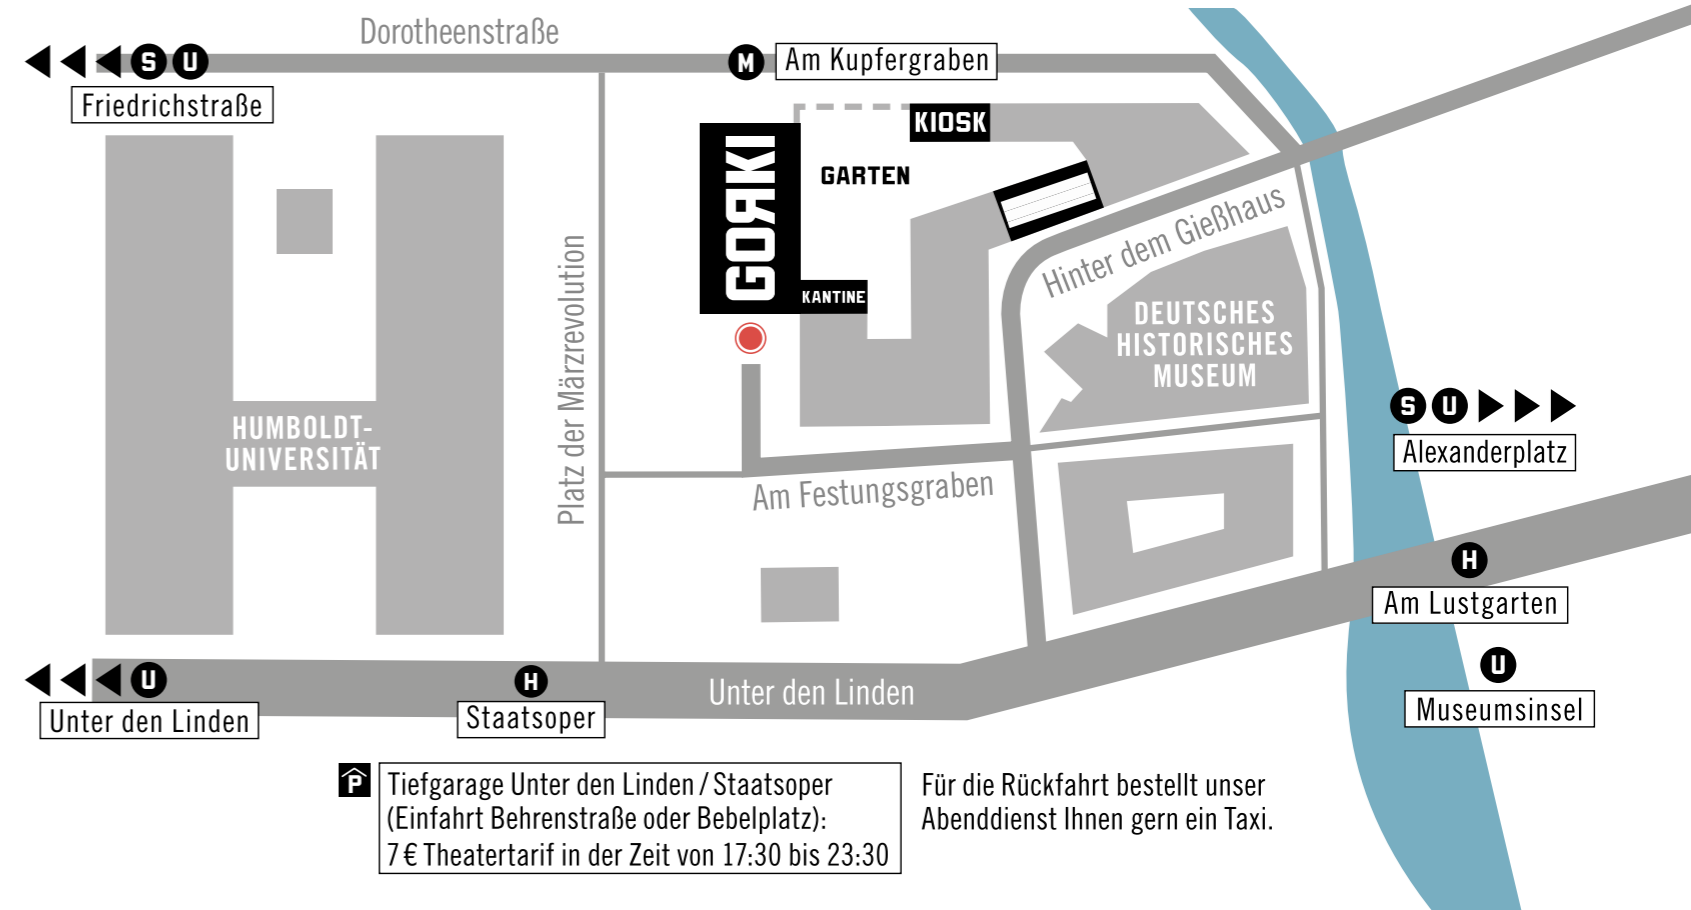 Dorotheenstraße
S U
Friedrichstraße
M
Am Kupfergraben
KIOSK
GARTEN
GOЯKI
KANTINE
Platz der Märzrevolution
Hinter dem Gießhaus
DEUTSCHES
HISTORISCHES
MUSEUM
HUMBOLDT-
UNIVERSITÄT
S U
Alexanderplatz
Am Festungsgraben
H
Am Lustgarten
U
Museumsinsel
U
Unter den Linden
H
Staatsoper
Unter den Linden
P
Tiefgarage Unter den Linden / Staatsoper
(Einfahrt Behrenstraße oder Bebelplatz):
7 € Theatertarif in der Zeit von 17:30 bis 23:30
Für die Rückfahrt bestellt unser
Abenddienst Ihnen gern ein Taxi.